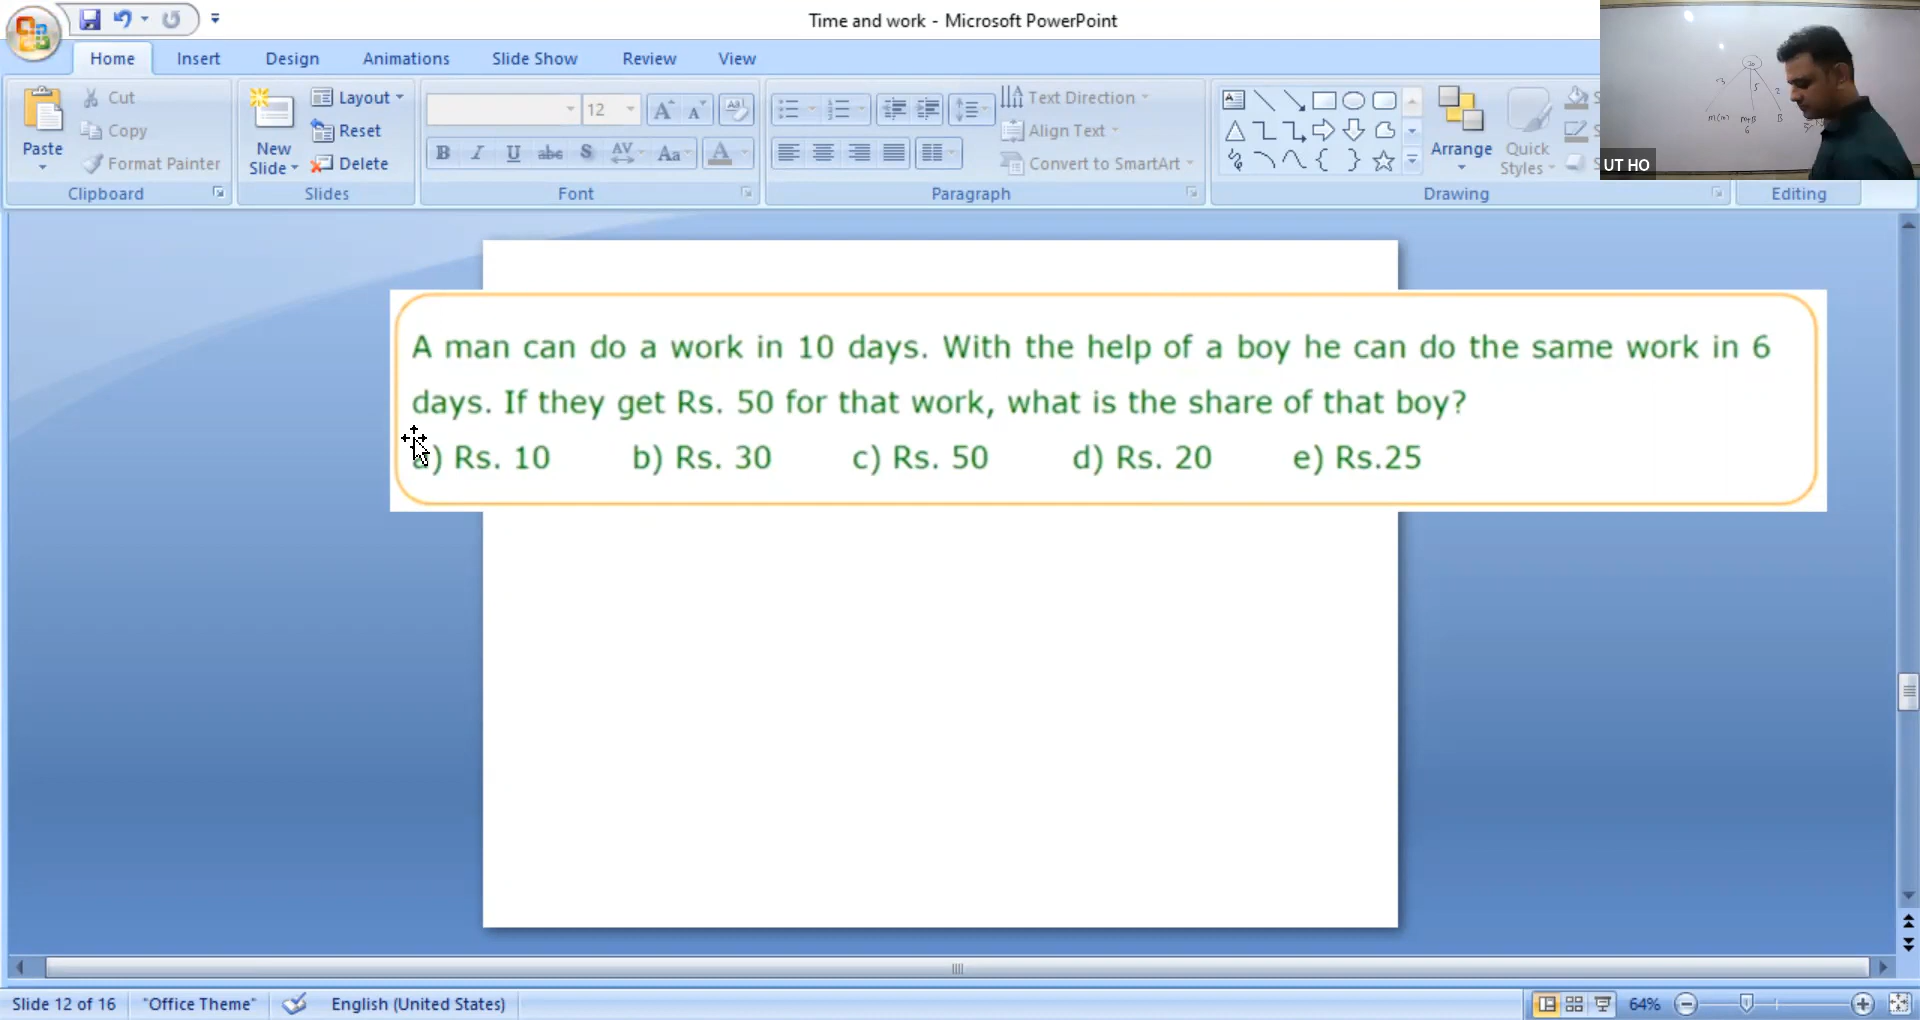 Time and work - Microsoft PowerPoint
Home Insert Design Animations Slide Show Review View
Cut
Copy
Format Painter
Paste
Clipboard
New
Slide
Layout
Reset
Delete
Slides
12
B I U abc S AV Aa A
Font
Text Direction
Align Text
Convert to SmartArt
Paragraph
Arrange
Quick
Styles
Drawing
Editing
UT HO
A man can do a work in 10 days. With the help of a boy he can do the same work in 6
days. If they get Rs. 50 for that work, what is the share of that boy?
a) Rs. 10 b) Rs. 30 c) Rs. 50 d) Rs. 20 e) Rs.25
Slide 12 of 16 "Office Theme" English (United States) 64%